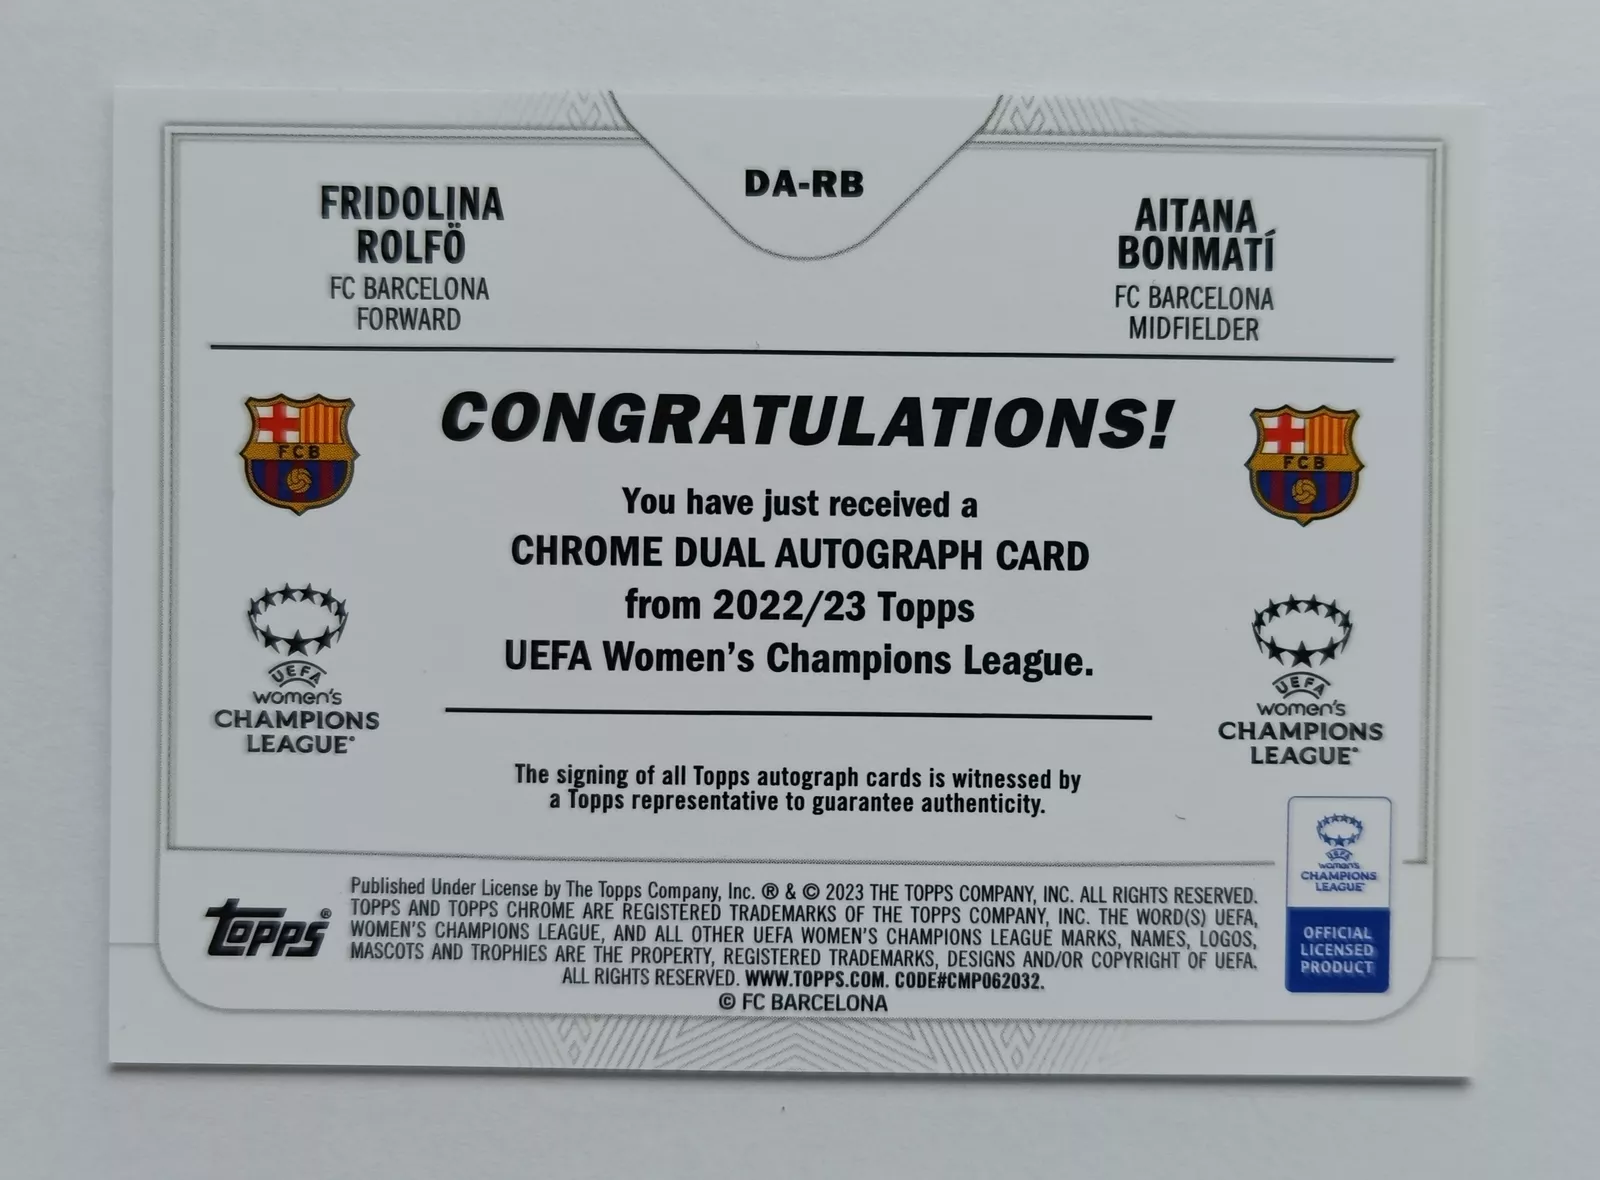 DA-RB
FRIDOLINA
ROLFÖ
FC BARCELONA
FORWARD
AITANA
BONMATÍ
FC BARCELONA
MIDFIELDER
CONGRATULATIONS!
FCB
FCB
You have just received a
CHROME DUAL AUTOGRAPH CARD
from 2022/23 Topps
UEFA Women's Champions League.
UEFA
women's
CHAMPIONS
LEAGUE®
UEFA
women's
CHAMPIONS
LEAGUE®
The signing of all Topps autograph cards is witnessed by
a Topps representative to guarantee authenticity.
topps®
Published Under License by The Topps Company, Inc. ® & © 2023 THE TOPPS COMPANY, INC. ALL RIGHTS RESERVED.
TOPPS AND TOPPS CHROME ARE REGISTERED TRADEMARKS OF THE TOPPS COMPANY, INC. THE WORD(S) UEFA,
WOMEN'S CHAMPIONS LEAGUE, AND ALL OTHER UEFA WOMEN'S CHAMPIONS LEAGUE MARKS, NAMES, LOGOS,
MASCOTS AND TROPHIES ARE THE PROPERTY, REGISTERED TRADEMARKS, DESIGNS AND/OR COPYRIGHT OF UEFA.
ALL RIGHTS RESERVED. WWW.TOPPS.COM. CODE#CMP062032.
© FC BARCELONA
UEFA
women's
CHAMPIONS
LEAGUE®
OFFICIAL
LICENSED
PRODUCT